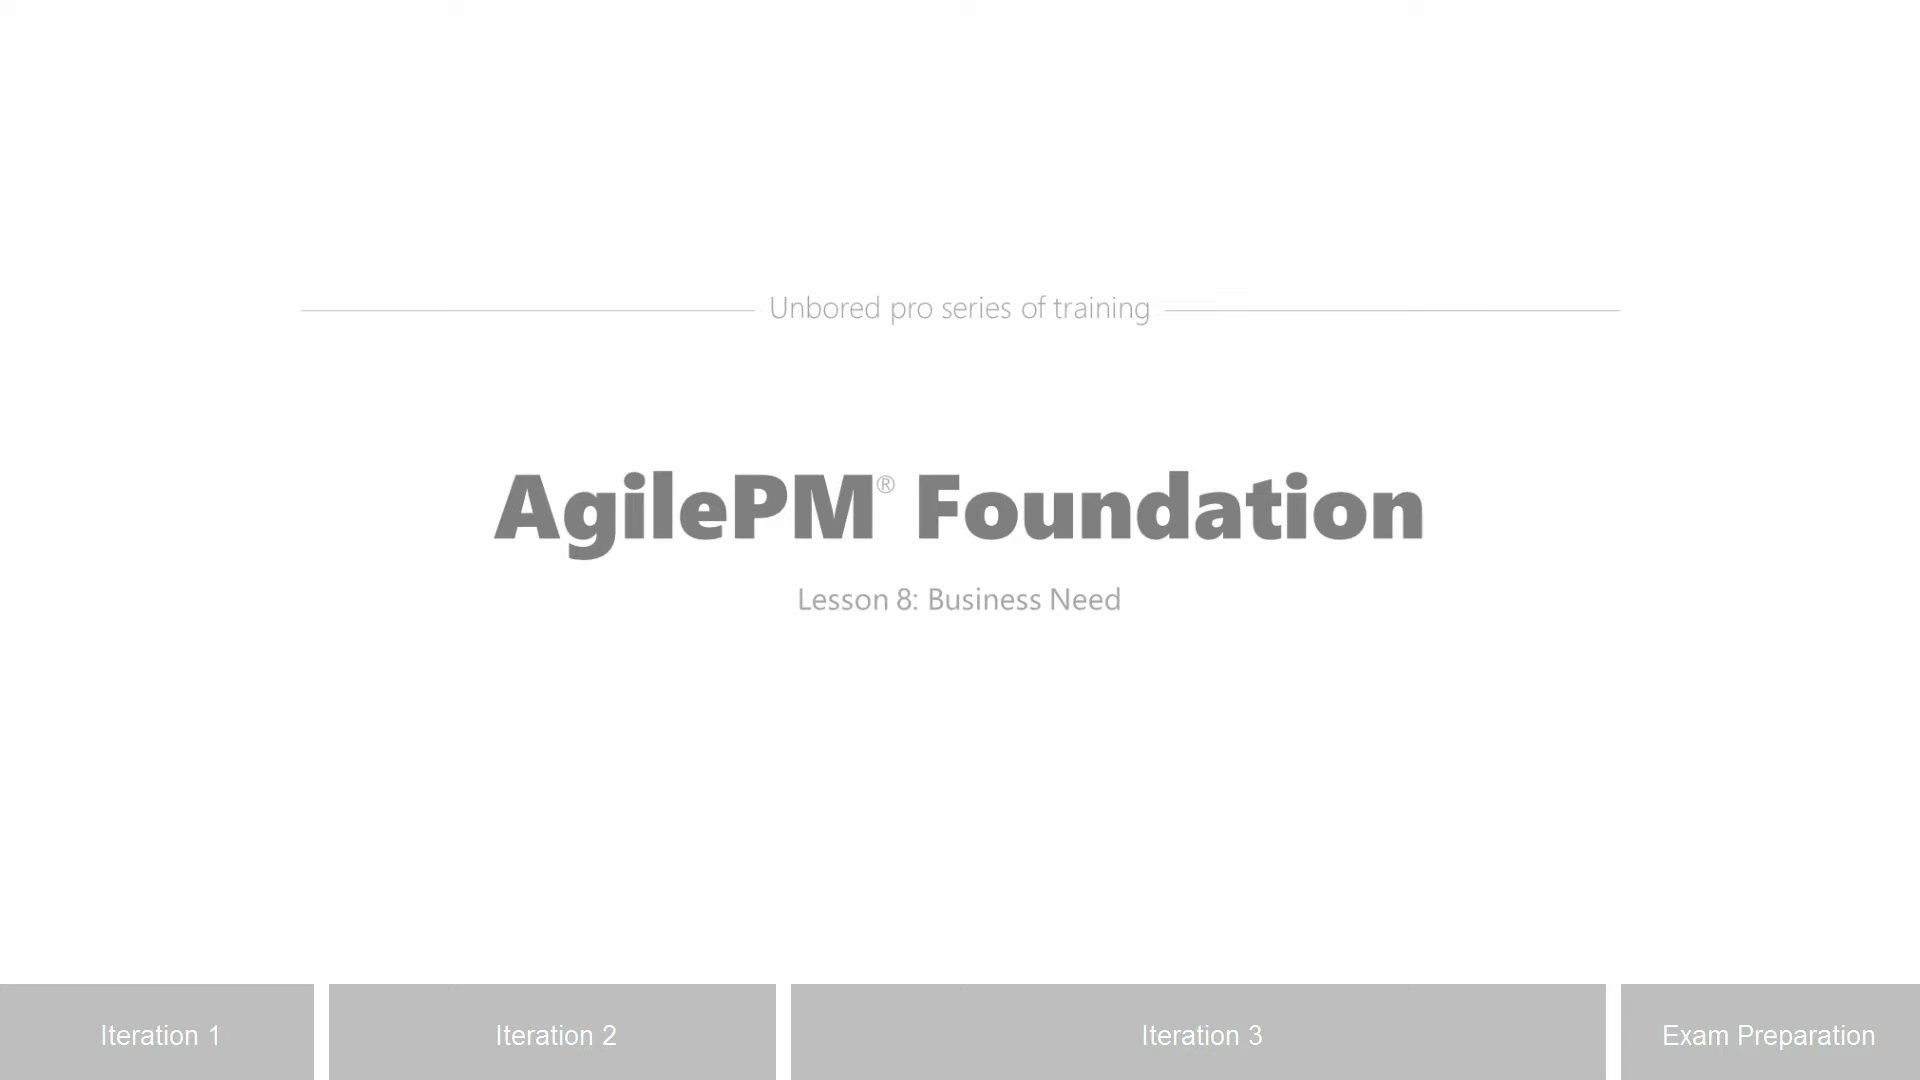 Unbored pro series of training
AgilePM® Foundation
Lesson 8: Business Need
Iteration 1
Iteration 2
Iteration 3
Exam Preparation